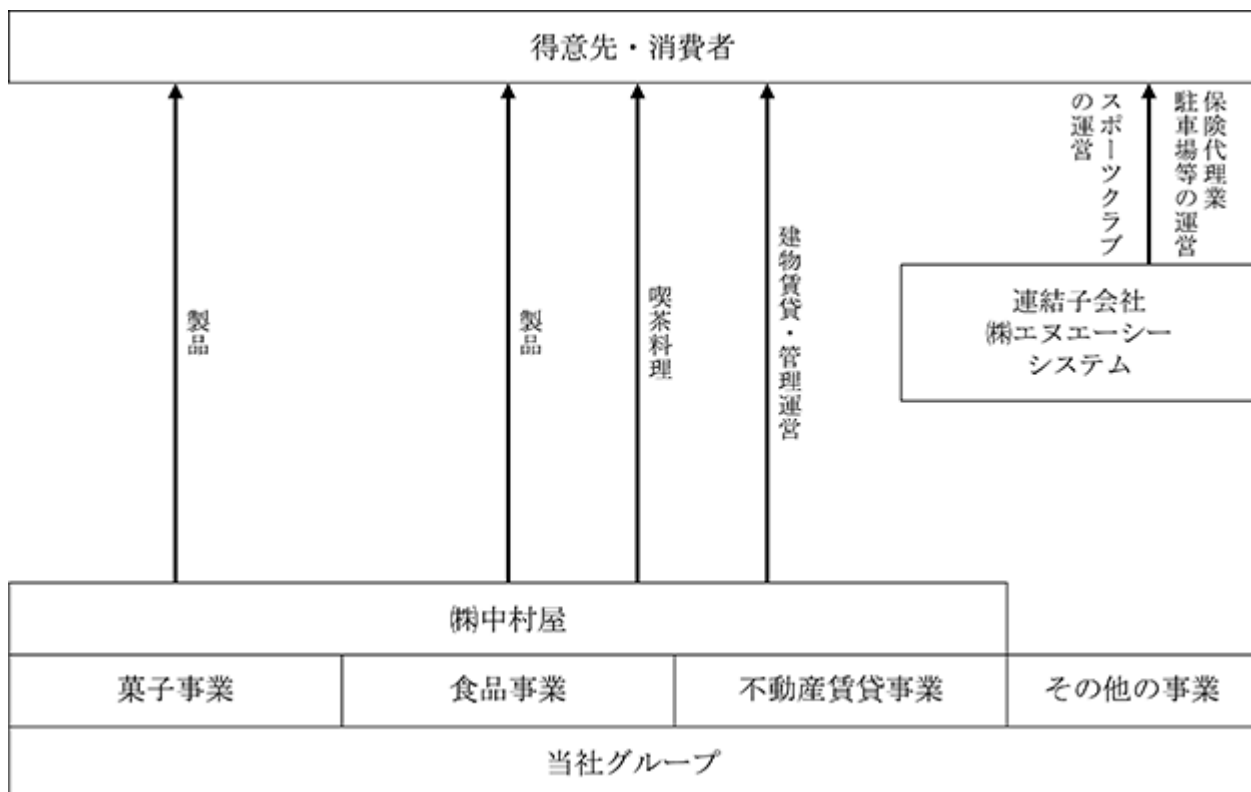 得意先・消費者
製品
製品
喫茶料理
建物賃貸・管理運営
スポーツクラブ
の運営
保険代理業
駐車場等の運営
連結子会社
㈱エヌエーシー
システム
㈱中村屋
菓子事業
食品事業
不動産賃貸事業
その他の事業
当社グループ